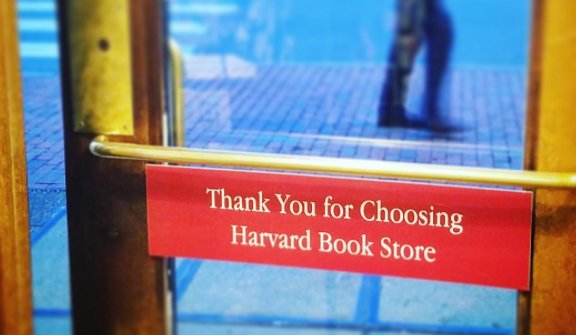 Thank You for Choosing
Harvard Book Store